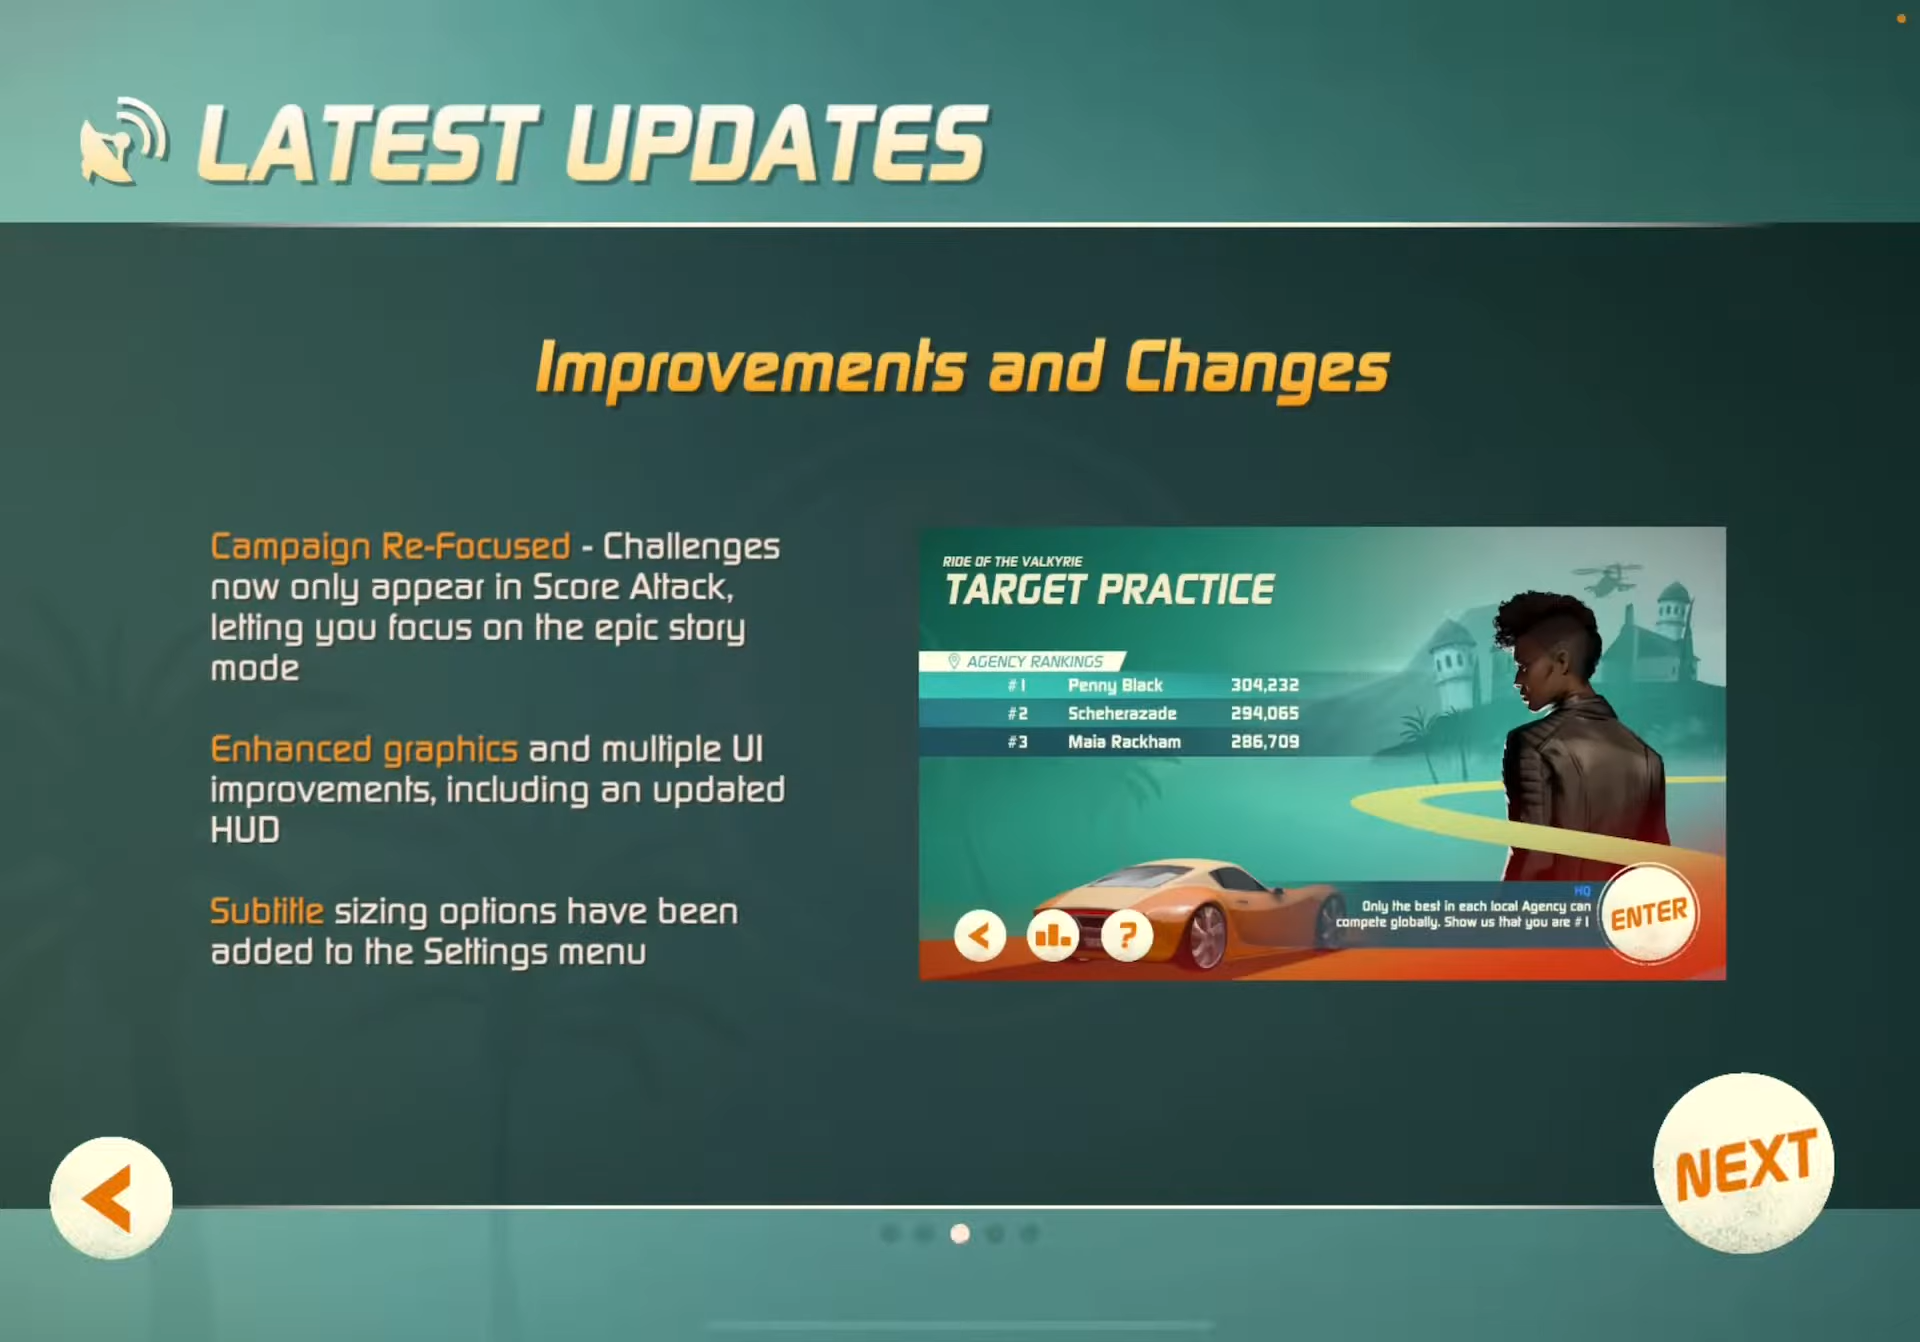 LATEST UPDATES
Improvements and Changes
Campaign Re-Focused - Challenges
now only appear in Score Attack,
letting you focus on the epic story
mode
Enhanced graphics and multiple UI
improvements, including an updated
HUD
Subtitle sizing options have been
added to the Settings menu
RIDE OF THE VALKYRIE
TARGET PRACTICE
AGENCY RANKINGS
#1 Penny Black 304,232
#2 Scheherazade 294,065
#3 Maia Rackham 286,709
HQ
Only the best in each local Agency can
compete globally. Show us that you are #1
?
ENTER
NEXT